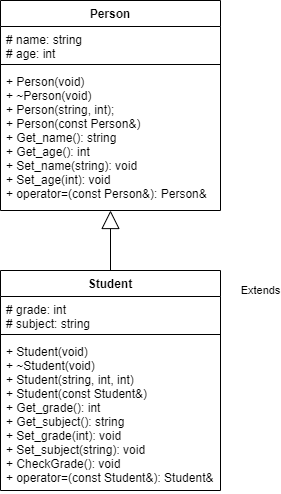 Person
# name: string
# age: int
+ Person(void)
+ ~Person(void)
+ Person(string, int);
+ Person(const Person&)
+ Get_name(): string
+ Get_age(): int
+ Set_name(string): void
+ Set_age(int): void
+ operator=(const Person&): Person&
Student
Extends
# grade: int
# subject: string
+ Student(void)
+ ~Student(void)
+ Student(string, int, int)
+ Student(const Student&)
+ Get_grade(): int
+ Get_subject(): string
+ Set_grade(int): void
+ Set_subject(string): void
+ CheckGrade(): void
+ operator=(const Student&): Student&